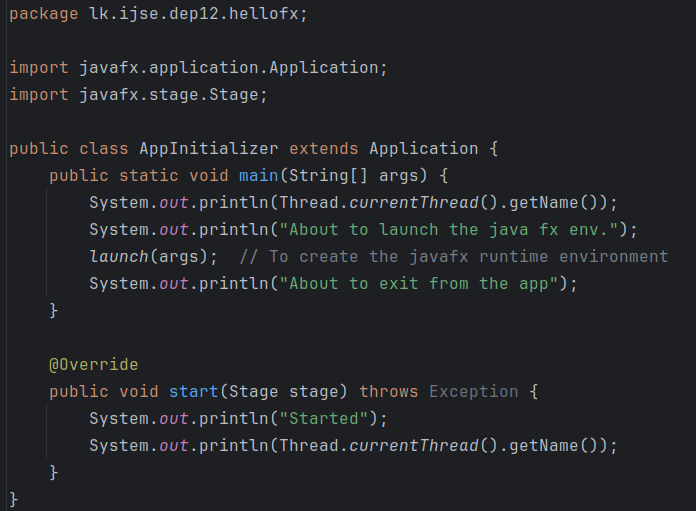 package lk.ijse.dep12.hellofx;

import javafx.application.Application;
import javafx.stage.Stage;

public class AppInitializer extends Application {
    public static void main(String[] args) {
        System.out.println(Thread.currentThread().getName());
        System.out.println("About to launch the java fx env.");
        launch(args);  // To create the javafx runtime environment
        System.out.println("About to exit from the app");
    }

    @Override
    public void start(Stage stage) throws Exception {
        System.out.println("Started");
        System.out.println(Thread.currentThread().getName());
    }
}